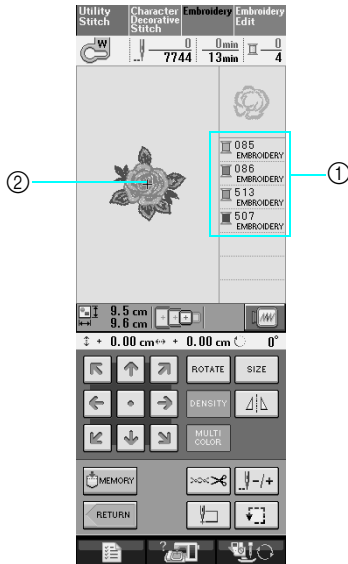 Utility Stitch
Character Decorative Stitch
Embroidery
Embroidery Edit
W
0
7744
0min
13min
0
4
085
EMBROIDERY
086
EMBROIDERY
513
EMBROIDERY
507
EMBROIDERY
①
②
9.5 cm
9.6 cm
+ 0.00 cm + 0.00 cm 0°
ROTATE
SIZE
DENSITY
MULTI COLOR
MEMORY
-/+
RETURN
?